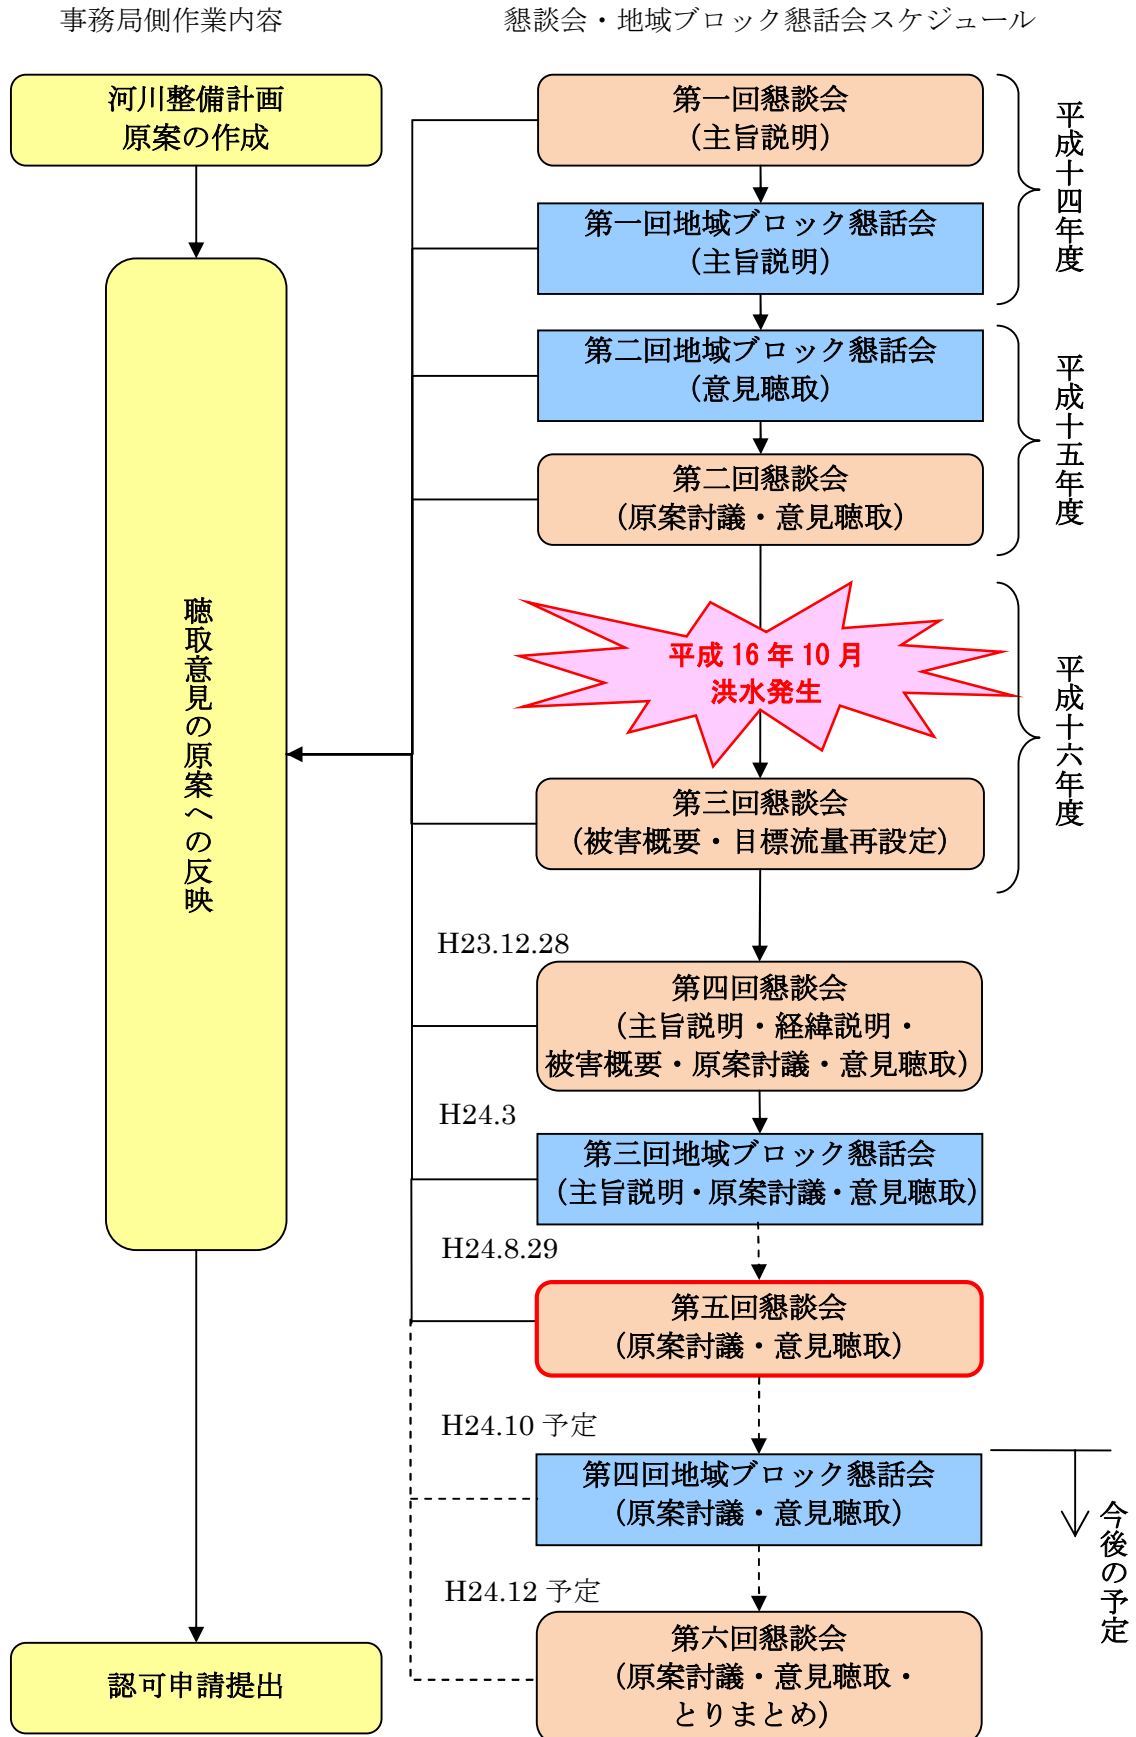 事務局側作業内容
懇談会・地域ブロック懇話会スケジュール
河川整備計画
原案の作成
聴取意見の原案への反映
認可申請提出
第一回懇談会
（主旨説明）
第一回地域ブロック懇話会
（主旨説明）
平成十四年度
第二回地域ブロック懇話会
（意見聴取）
第二回懇談会
（原案討議・意見聴取）
平成十五年度
平成 16 年 10 月
洪水発生
第三回懇談会
（被害概要・目標流量再設定）
平成十六年度
H23.12.28
第四回懇談会
（主旨説明・経緯説明・
被害概要・原案討議・意見聴取）
H24.3
第三回地域ブロック懇話会
（主旨説明・原案討議・意見聴取）
H24.8.29
第五回懇談会
（原案討議・意見聴取）
H24.10 予定
第四回地域ブロック懇話会
（原案討議・意見聴取）
今後の予定
H24.12 予定
第六回懇談会
（原案討議・意見聴取・
とりまとめ）